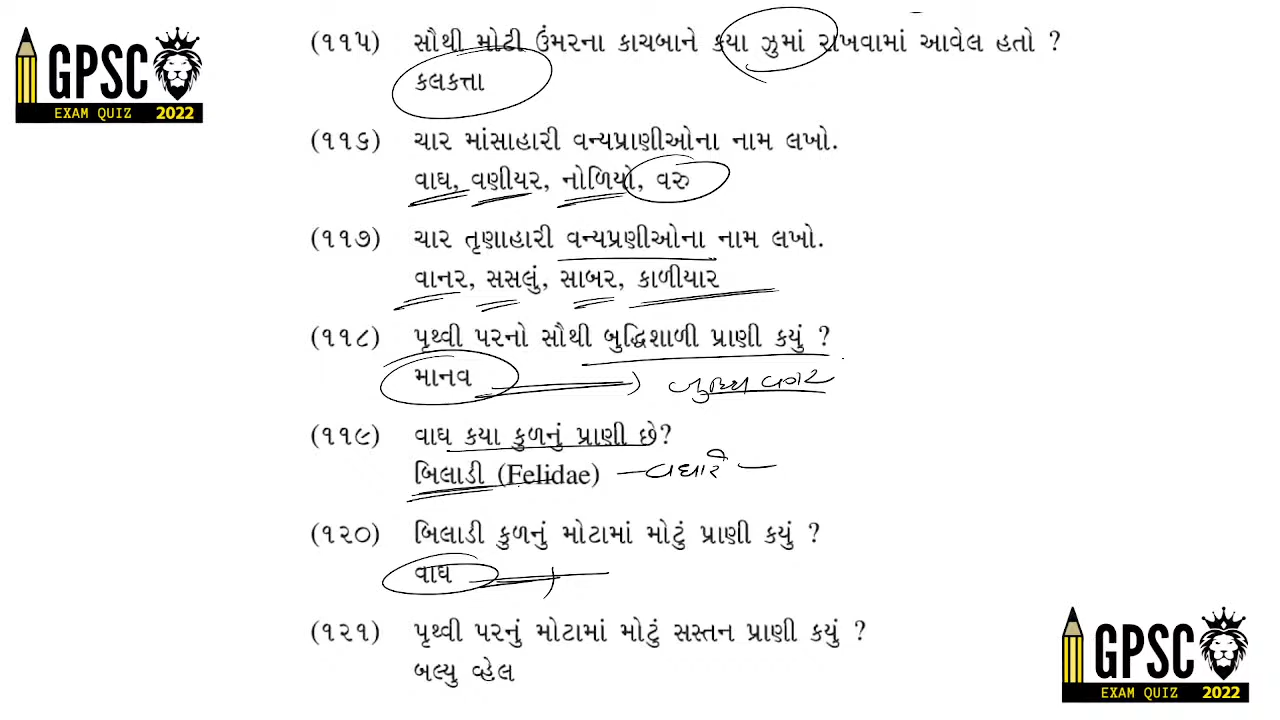 GPSC
EXAM QUIZ 2022
(૧૧૫) સૌથી મોટી ઉંમરના કાચબાને કયા ઝુમાં રાખવામાં આવેલ હતો ?
કલકત્તા
(૧૧૬) ચાર માંસાહારી વન્યપ્રાણીઓના નામ લખો.
વાઘ, વણીયર, નોળિયો, વરુ
(૧૧૭) ચાર તૃણાહારી વન્યપ્રણીઓના નામ લખો.
વાનર, સસલું, સાબર, કાળીયાર
(૧૧૮) પૃથ્વી પરનો સૌથી બુદ્ધિશાળી પ્રાણી કયું ?
માનવ
(૧૧૯) વાઘ કયા કુળનું પ્રાણી છે?
બિલાડી (Felidae)
(૧૨૦) બિલાડી કુળનું મોટામાં મોટું પ્રાણી કયું ?
વાઘ
(૧૨૧) પૃથ્વી પરનું મોટામાં મોટું સસ્તન પ્રાણી કયું ?
બલ્યુ વ્હેલ
GPSC
EXAM QUIZ 2022